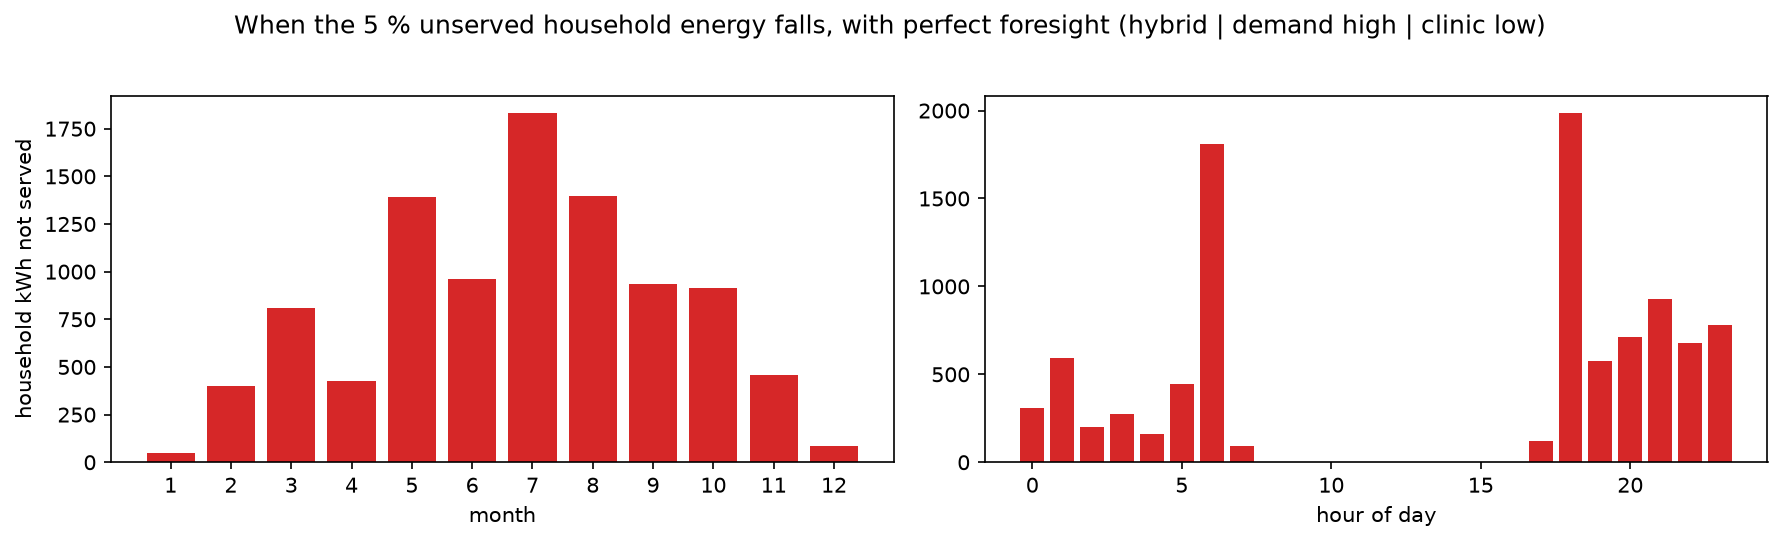 When the 5 % unserved household energy falls, with perfect foresight (hybrid | demand high | clinic low)
household kWh not served
1750
1500
1250
1000
750
500
250
0
1 2 3 4 5 6 7 8 9 10 11 12
month
2000
1500
1000
500
0
0 5 10 15 20
hour of day